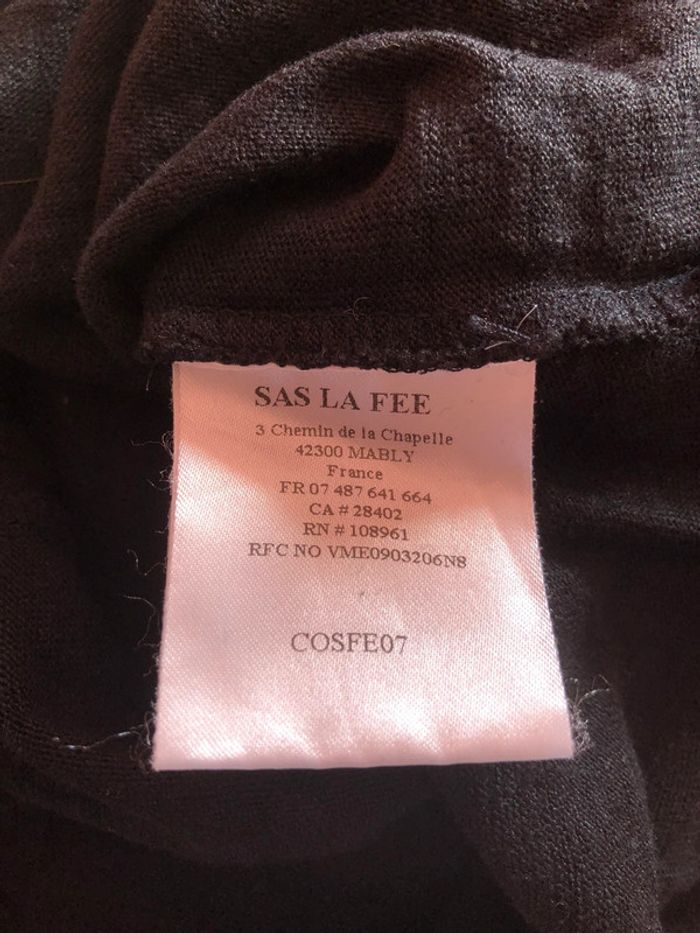 SAS LA FEE
3 Chemin de la Chapelle
42300 MABLY
France
FR 07 487 641 664
CA # 28402
RN # 108961
RFC NO VME0903206N8
COSFE07